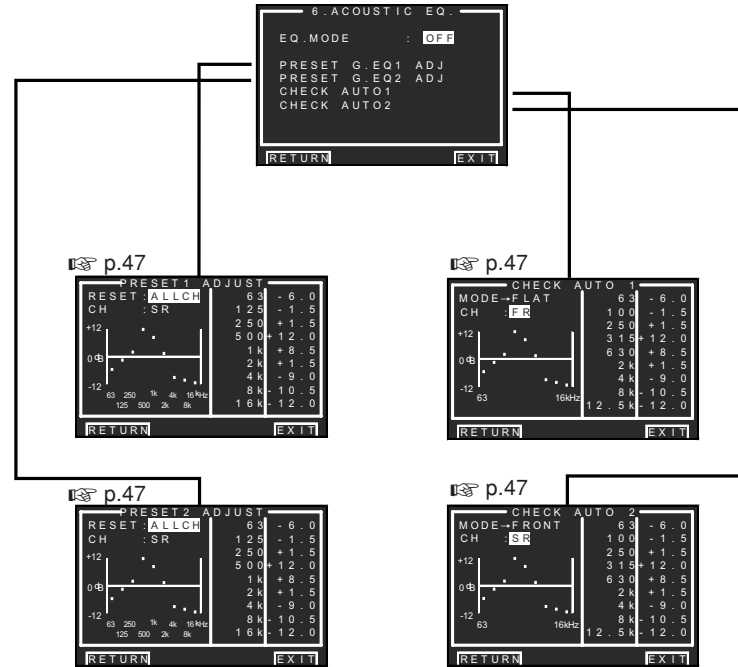 6.ACOUSTIC EQ.
EQ.MODE : OFF
PRESET G.EQ1 ADJ
PRESET G.EQ2 ADJ
CHECK AUTO1
CHECK AUTO2
RETURN EXIT
☞ p.47
PRESET1 ADJUST
RESET:ALLCH 63 -6.0
CH :SR 125 -1.5
250 +1.5
+12 500 +12.0
1k +8.5
0dB 2k +1.5
4k -9.0
-12 8k -10.5
63 250 1k 4k 16kHz
125 500 2k 8k
16k -12.0
RETURN EXIT
☞ p.47
CHECK AUTO 1
MODE→FLAT 63 -6.0
CH :FR 100 -1.5
250 +1.5
+12 315 +12.0
630 +8.5
0dB 2k +1.5
4k -9.0
-12 8k -10.5
63 16kHz 12.5k -12.0
RETURN EXIT
☞ p.47
PRESET2 ADJUST
RESET:ALLCH 63 -6.0
CH :SR 125 -1.5
250 +1.5
+12 500 +12.0
1k +8.5
0dB 2k +1.5
4k -9.0
-12 8k -10.5
63 250 1k 4k 16kHz
125 500 2k 8k
16k -12.0
RETURN EXIT
☞ p.47
CHECK AUTO 2
MODE→FRONT 63 -6.0
CH :SR 100 -1.5
250 +1.5
+12 315 +12.0
630 +8.5
0dB 2k +1.5
4k -9.0
-12 8k -10.5
63 16kHz 12.5k -12.0
RETURN EXIT